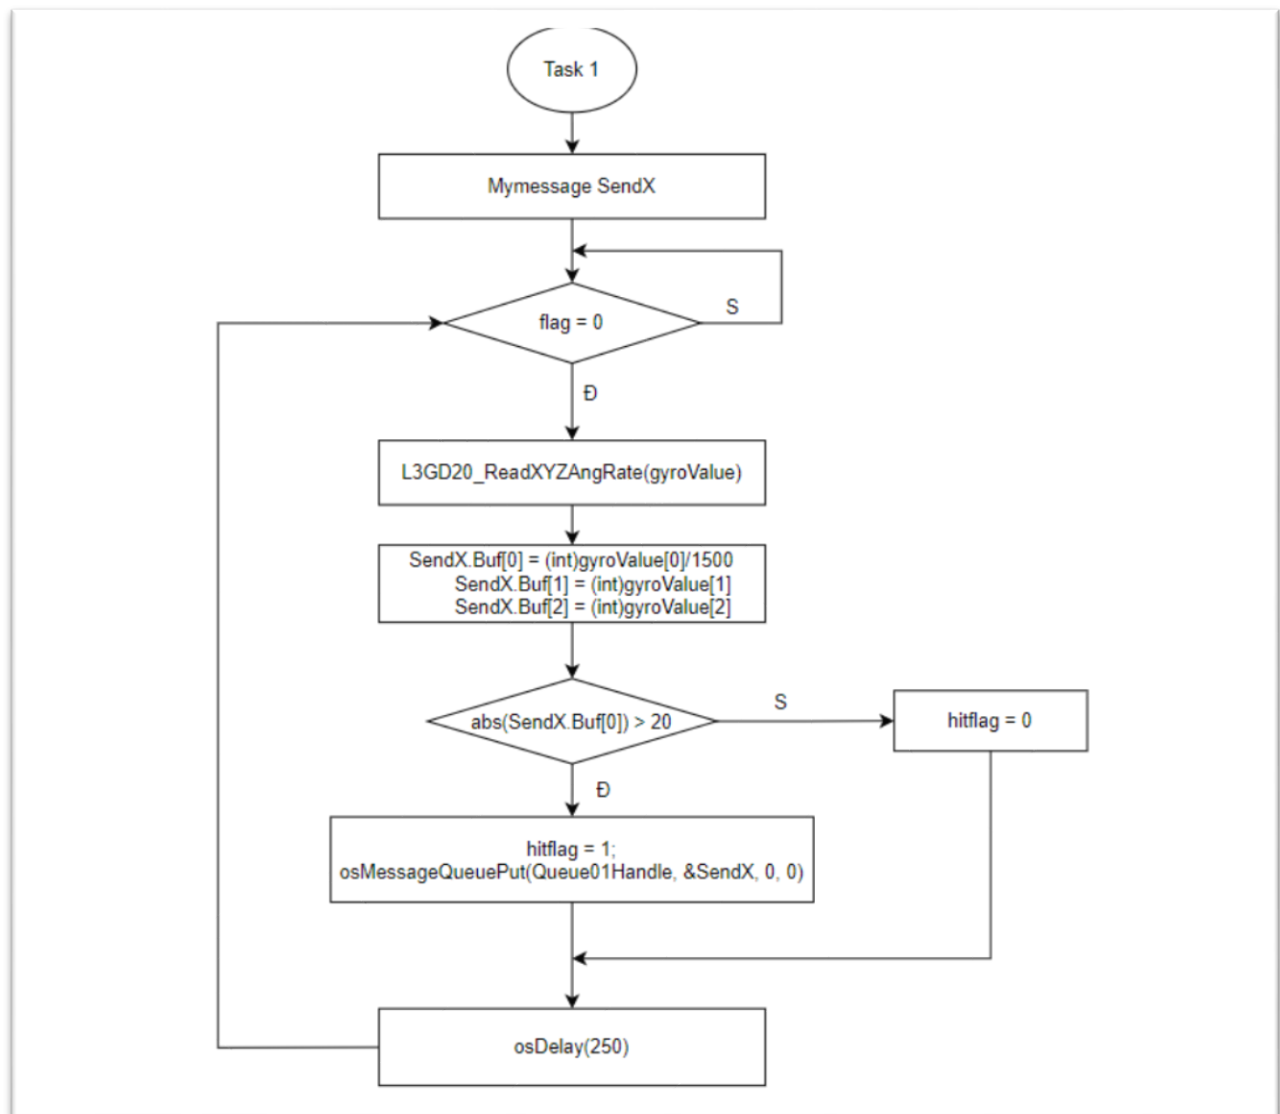 Task 1
Mymessage SendX
flag = 0
S
Đ
L3GD20_ReadXYZAngRate(gyroValue)
SendX.Buf[0] = (int)gyroValue[0]/1500
SendX.Buf[1] = (int)gyroValue[1]
SendX.Buf[2] = (int)gyroValue[2]
abs(SendX.Buf[0]) > 20
S
hitflag = 0
Đ
hitflag = 1;
osMessageQueuePut(Queue01Handle, &SendX, 0, 0)
osDelay(250)